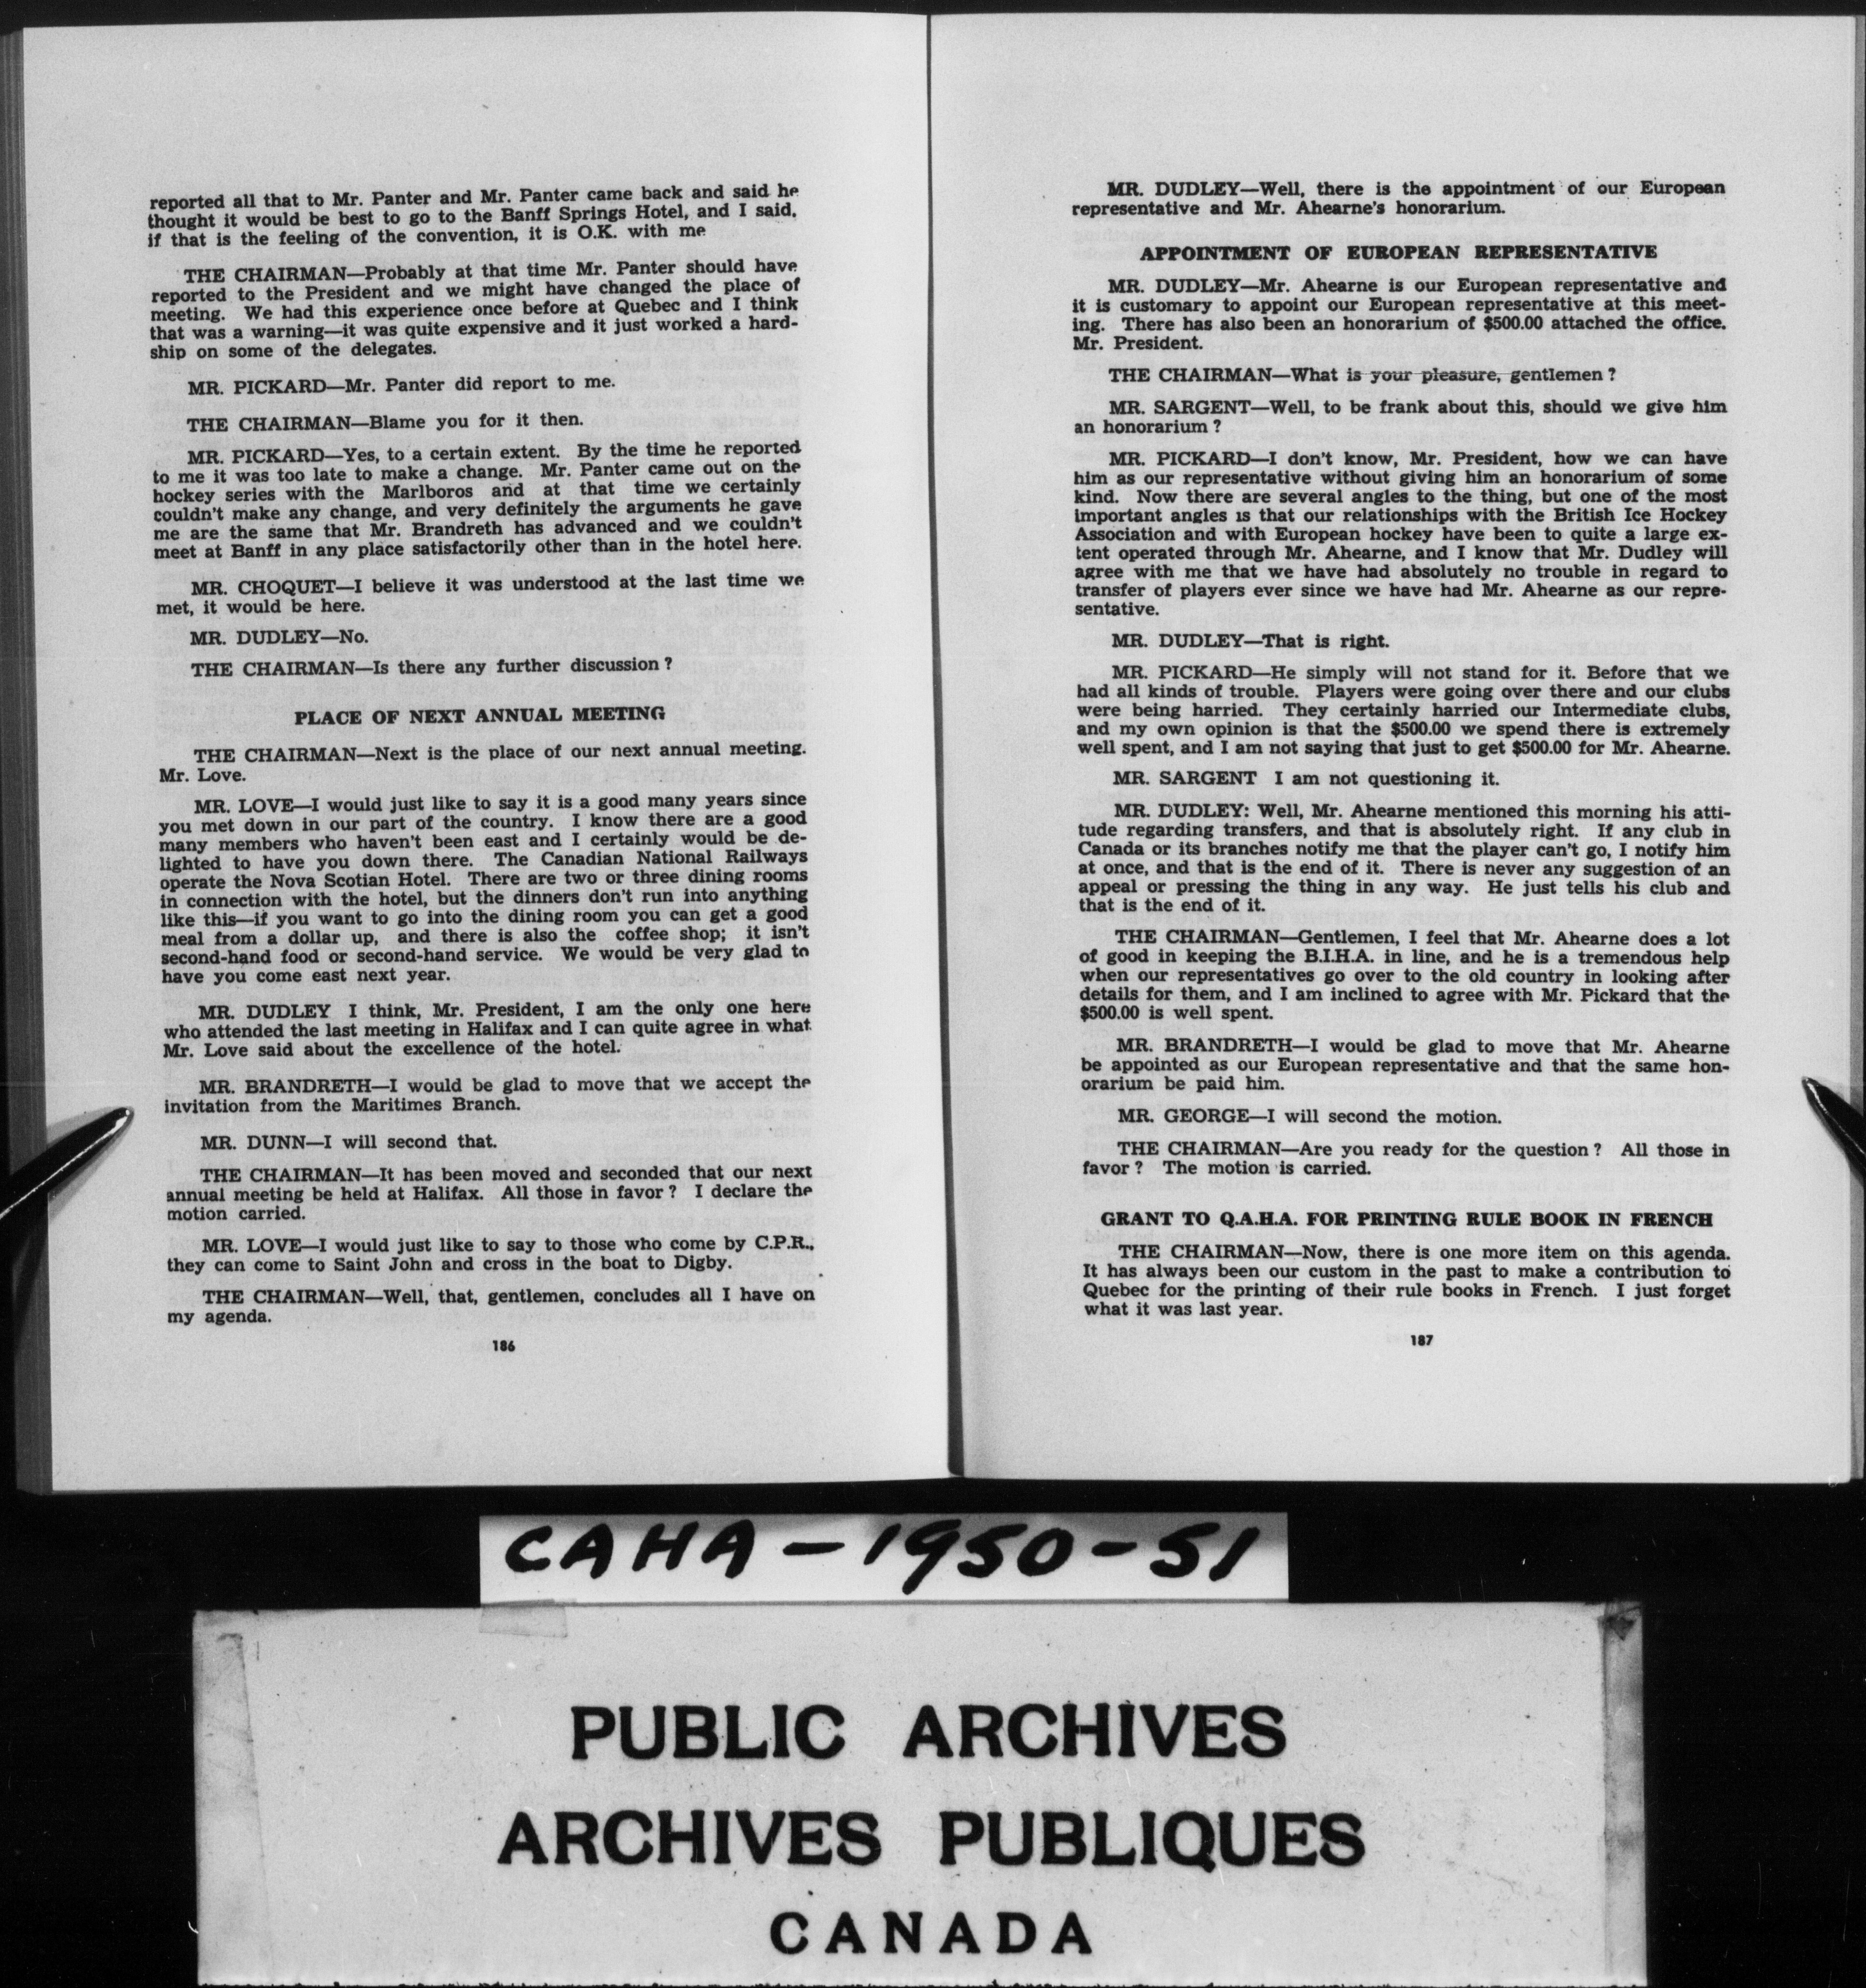 reported all that to Mr. Panter and Mr. Panter came back and said he
thought it would be best to go to the Banff Springs Hotel, and I said,
if that is the feeling of the convention, it is O.K. with me
THE CHAIRMAN—Probably at that time Mr. Panter should have
reported to the President and we might have changed the place of
meeting. We had this experience once before at Quebec and I think
that was a warning—it was quite expensive and it just worked a hard-
ship on some of the delegates.
MR. PICKARD—Mr. Panter did report to me.
THE CHAIRMAN—Blame you for it then.
MR. PICKARD—Yes, to a certain extent. By the time he reported
to me it was too late to make a change. Mr. Panter came out on the
hockey series with the Marlboros and at that time we certainly
couldn't make any change, and very definitely the arguments he gave
me are the same that Mr. Brandreth has advanced and we couldn't
meet at Banff in any place satisfactorily other than in the hotel here.
MR. CHOQUET—I believe it was understood at the last time we
met, it would be here.
MR. DUDLEY—No.
THE CHAIRMAN—Is there any further discussion?
PLACE OF NEXT ANNUAL MEETING
THE CHAIRMAN—Next is the place of our next annual meeting.
Mr. Love.
MR. LOVE—I would just like to say it is a good many years since
you met down in our part of the country. I know there are a good
many members who haven't been east and I certainly would be de-
lighted to have you down there. The Canadian National Railways
operate the Nova Scotian Hotel. There are two or three dining rooms
in connection with the hotel, but the dinners don't run into anything
like this—if you want to go into the dining room you can get a good
meal from a dollar up, and there is also the coffee shop; it isn't
second-hand food or second-hand service. We would be very glad to
have you come east next year.
MR. DUDLEY I think, Mr. President, I am the only one here
who attended the last meeting in Halifax and I can quite agree in what
Mr. Love said about the excellence of the hotel.
MR. BRANDRETH—I would be glad to move that we accept the
invitation from the Maritimes Branch.
MR. DUNN—I will second that.
THE CHAIRMAN—It has been moved and seconded that our next
annual meeting be held at Halifax. All those in favor? I declare the
motion carried.
MR. LOVE—I would just like to say to those who come by C.P.R.,
they can come to Saint John and cross in the boat to Digby.
THE CHAIRMAN—Well, that, gentlemen, concludes all I have on
my agenda.
186
MR. DUDLEY—Well, there is the appointment of our European
representative and Mr. Ahearne's honorarium.
APPOINTMENT OF EUROPEAN REPRESENTATIVE
MR. DUDLEY—Mr. Ahearne is our European representative and
it is customary to appoint our European representative at this meet-
ing. There has also been an honorarium of $500.00 attached the office,
Mr. President.
THE CHAIRMAN—What is your pleasure, gentlemen?
MR. SARGENT—Well, to be frank about this, should we give him
an honorarium?
MR. PICKARD—I don't know, Mr. President, how we can have
him as our representative without giving him an honorarium of some
kind. Now there are several angles to the thing, but one of the most
important angles is that our relationships with the British Ice Hockey
Association and with European hockey have been to quite a large ex-
tent operated through Mr. Ahearne, and I know that Mr. Dudley will
agree with me that we have had absolutely no trouble in regard to
transfer of players ever since we have had Mr. Ahearne as our repre-
sentative.
MR. DUDLEY—That is right.
MR. PICKARD—He simply will not stand for it. Before that we
had all kinds of trouble. Players were going over there and our clubs
were being harried. They certainly harried our Intermediate clubs,
and my own opinion is that the $500.00 we spend there is extremely
well spent, and I am not saying that just to get $500.00 for Mr. Ahearne.
MR. SARGENT I am not questioning it.
MR. DUDLEY: Well, Mr. Ahearne mentioned this morning his atti-
tude regarding transfers, and that is absolutely right. If any club in
Canada or its branches notify me that the player can't go, I notify him
at once, and that is the end of it. There is never any suggestion of an
appeal or pressing the thing in any way. He just tells his club and
that is the end of it.
THE CHAIRMAN—Gentlemen, I feel that Mr. Ahearne does a lot
of good in keeping the B.I.H.A. in line, and he is a tremendous help
when our representatives go over to the old country in looking after
details for them, and I am inclined to agree with Mr. Pickard that the
$500.00 is well spent.
MR. BRANDRETH—I would be glad to move that Mr. Ahearne
be appointed as our European representative and that the same hon-
orarium be paid him.
MR. GEORGE—I will second the motion.
THE CHAIRMAN—Are you ready for the question? All those in
favor? The motion is carried.
GRANT TO Q.A.H.A. FOR PRINTING RULE BOOK IN FRENCH
THE CHAIRMAN—Now, there is one more item on this agenda.
It has always been our custom in the past to make a contribution to
Quebec for the printing of their rule books in French. I just forget
what it was last year.
187
CAHA-1950-51
PUBLIC ARCHIVES
ARCHIVES PUBLIQUES
CANADA